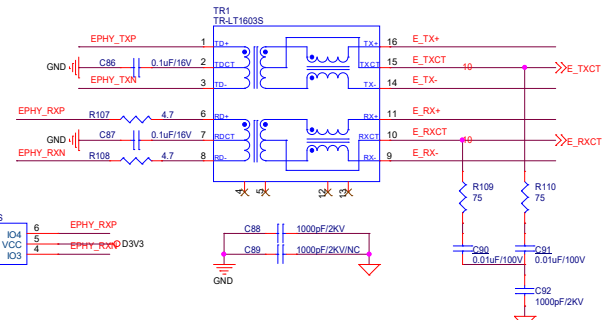 TR1
TR-LT1603S
EPHY_TXP 1 TD+ TX+ 16 E_TX+
GND C86 0.1uF/16V 2 TDCT TXCT 15 E_TXCT 10 E_TXCT
EPHY_TXN 3 TD- TX- 14 E_TX-
EPHY_RXP R107 4.7 6 RD+ RX+ 11 E_RX+
GND C87 0.1uF/16V 7 RDCT RXCT 10 E_RXCT 10 E_RXCT
EPHY_RXN R108 4.7 8 RD- RX- 9 E_RX-
4 5 12 13
R109
75
R110
75
S
IO4 6 EPHY_RXP
VCC 5 D3V3
IO3 4 EPHY_RXN
C88 1000pF/2KV
C89 1000pF/2KV/NC
GND
C90
0.01uF/100V
C91
0.01uF/100V
C92
1000pF/2KV